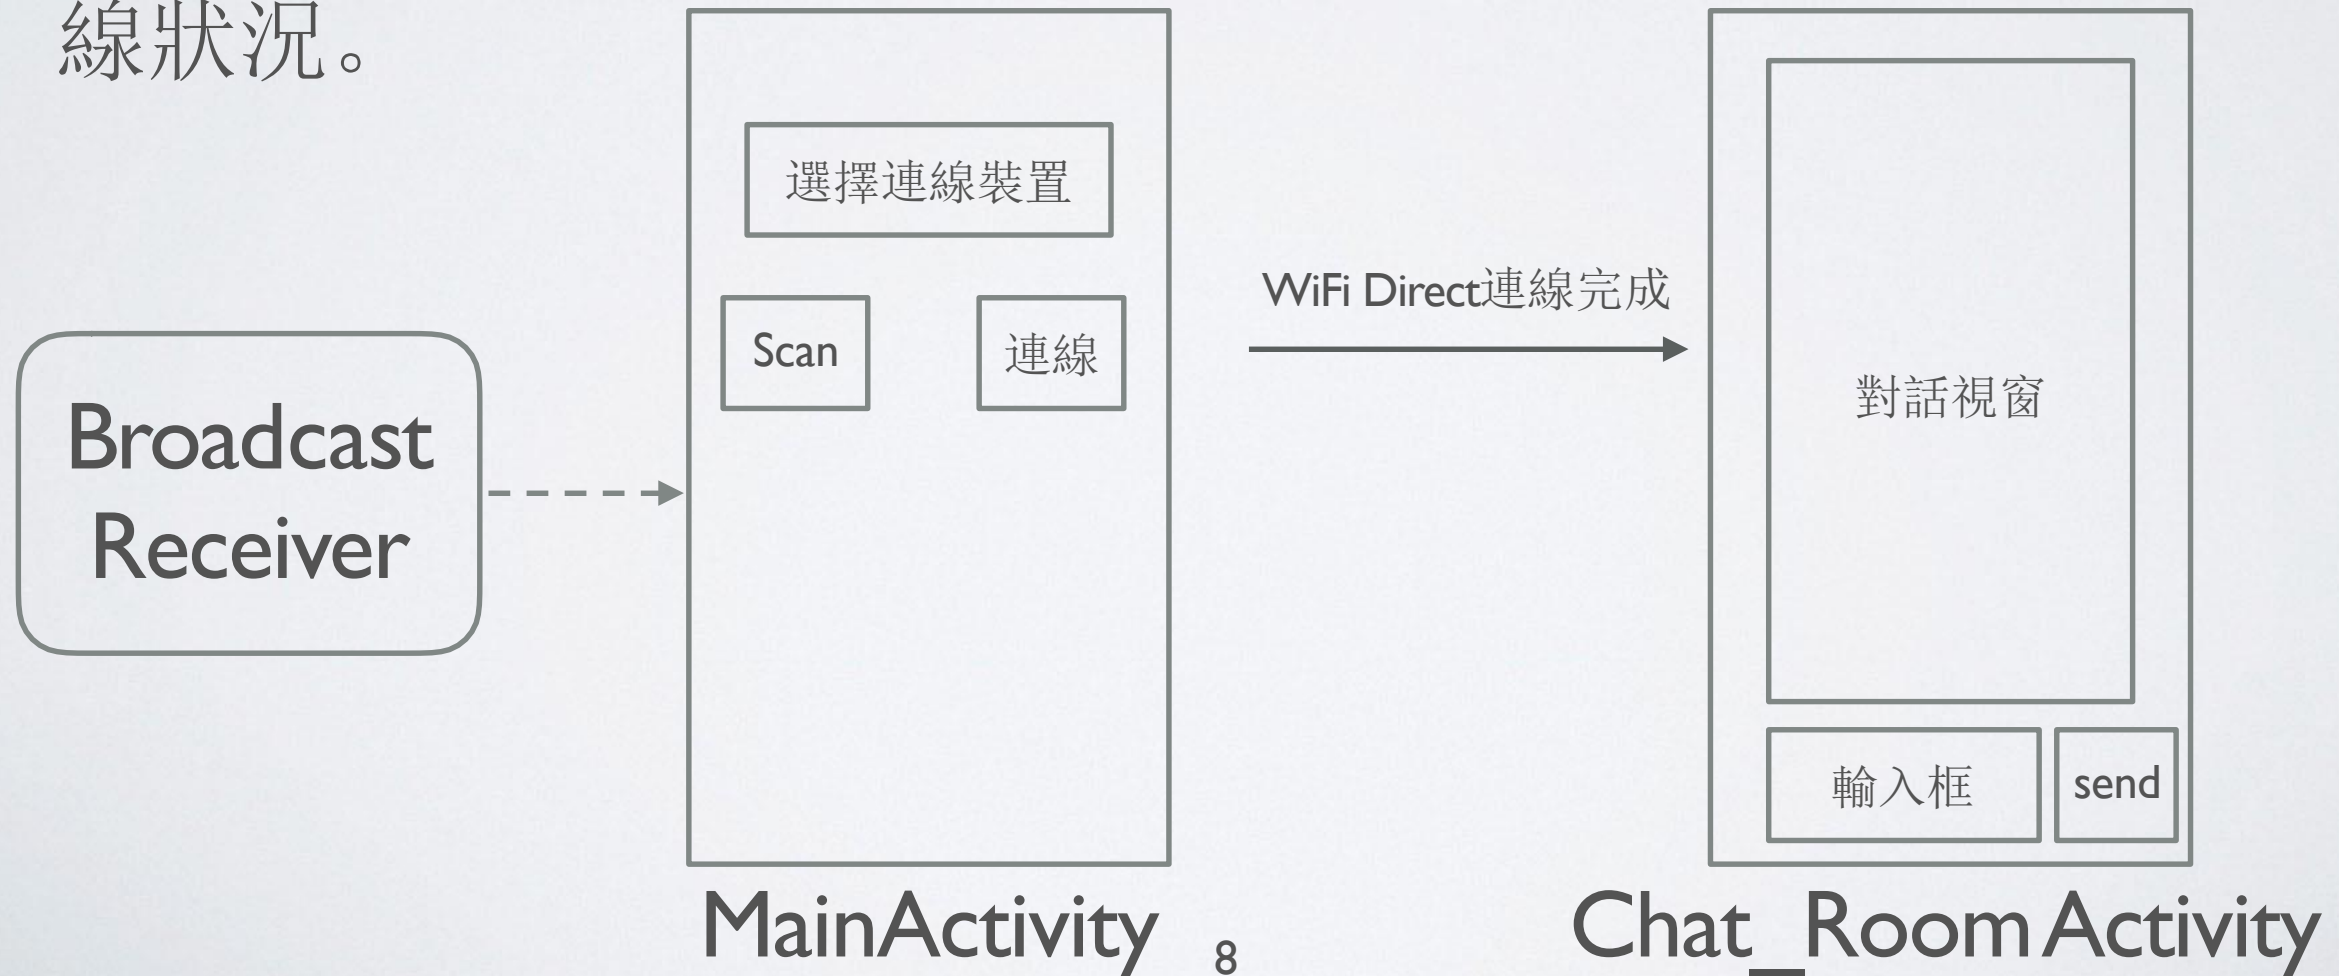 線狀況。
選擇連線裝置
Scan
連線
WiFi Direct連線完成
對話視窗
Broadcast
Receiver
輸入框
send
MainActivity
8
Chat_Room Activity